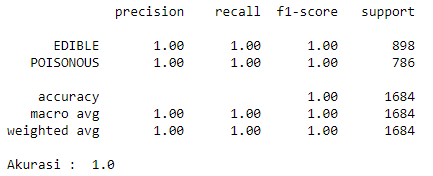 precision recall f1-score support
EDIBLE 1.00 1.00 1.00 898
POISONOUS 1.00 1.00 1.00 786
accuracy 1.00 1684
macro avg 1.00 1.00 1.00 1684
weighted avg 1.00 1.00 1.00 1684
Akurasi : 1.0